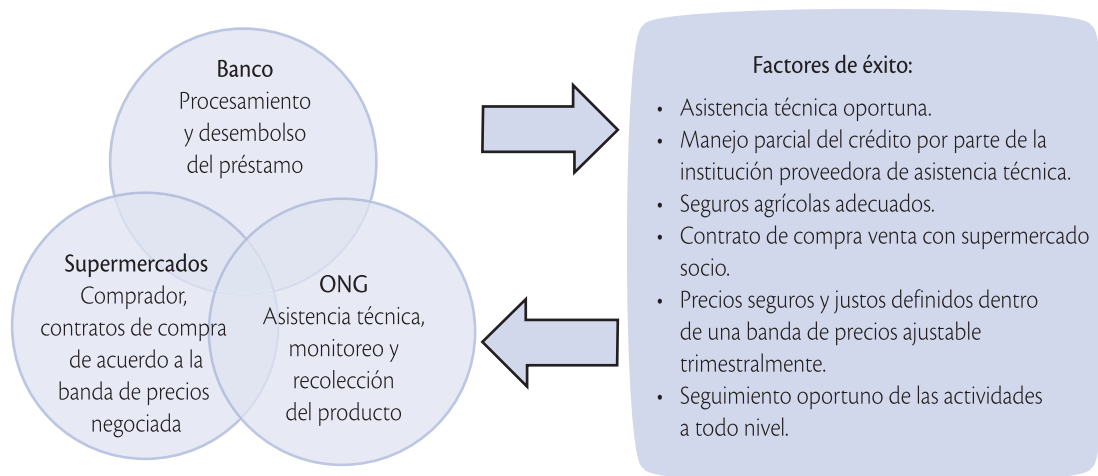 Banco
Procesamiento
y desembolso
del préstamo
Supermercados
Comprador,
contratos de compra
de acuerdo a la
banda de precios
negociada
ONG
Asistencia técnica,
monitoreo y
recolección
del producto
Factores de éxito:
• Asistencia técnica oportuna.
• Manejo parcial del crédito por parte de la
institución proveedora de asistencia técnica.
• Seguros agrícolas adecuados.
• Contrato de compra venta con supermercado
socio.
• Precios seguros y justos definidos dentro
de una banda de precios ajustable
trimestralmente.
• Seguimiento oportuno de las actividades
a todo nivel.